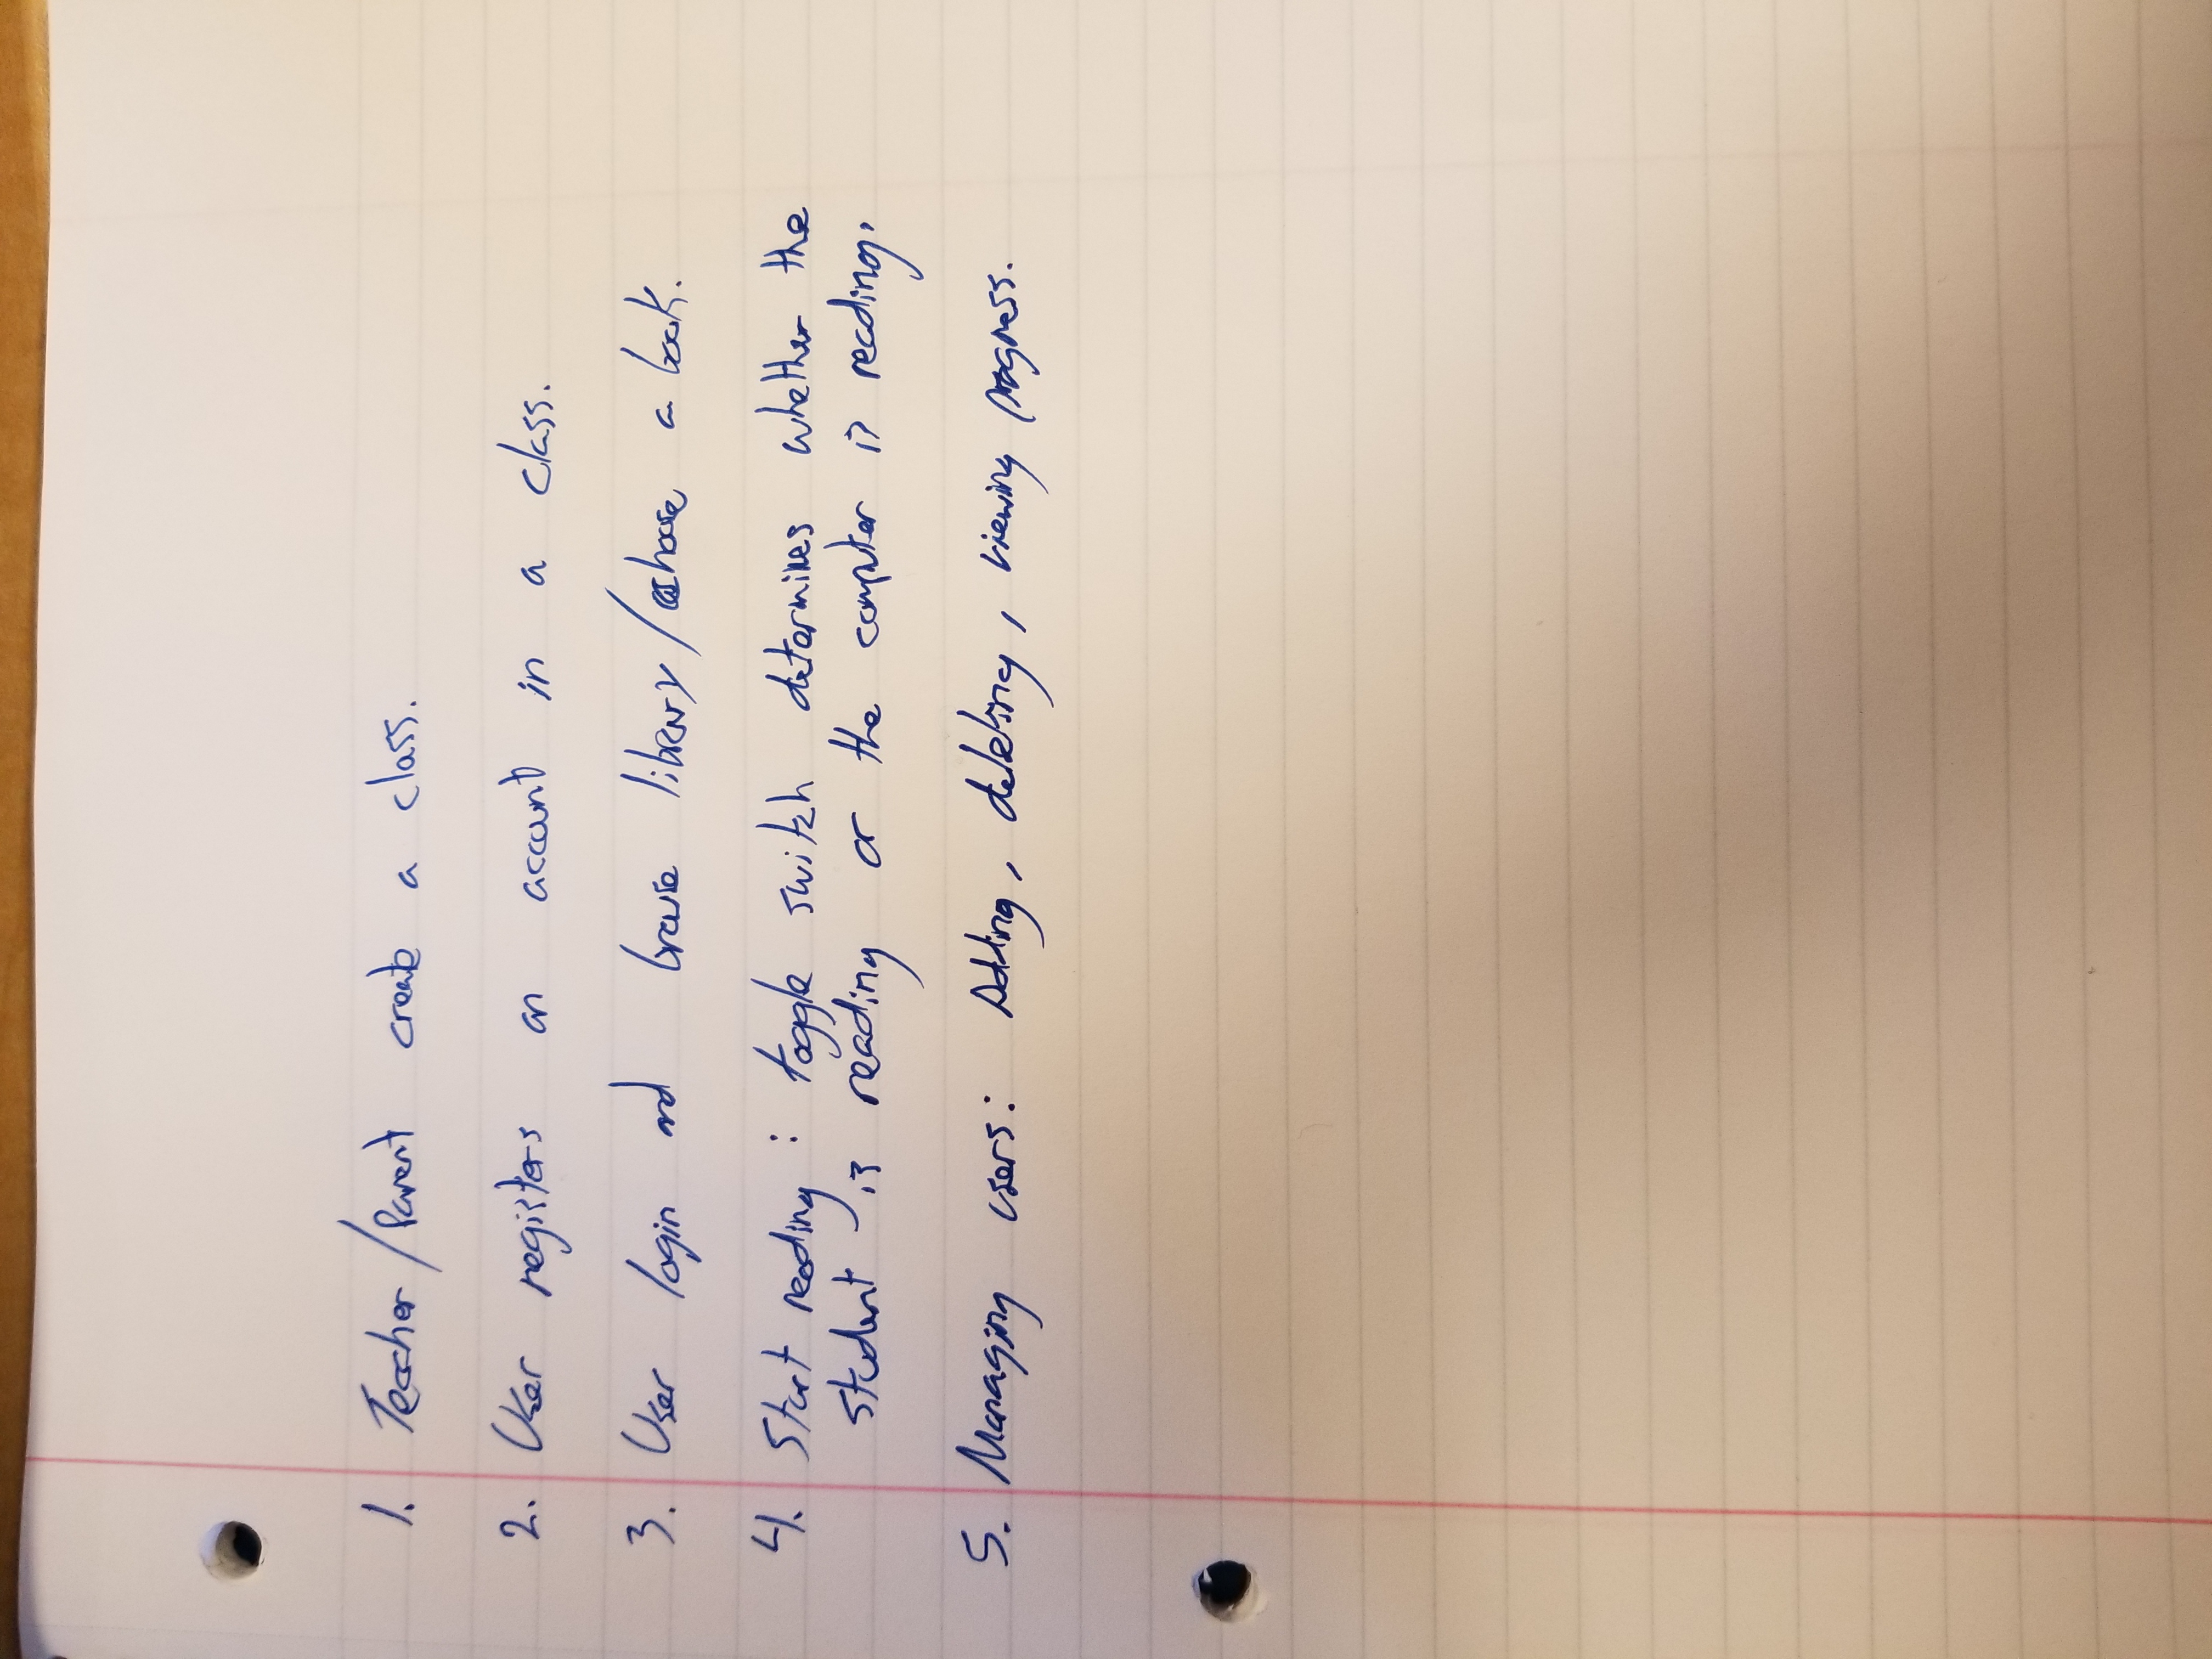 1. Teacher/Parent create a class.
2. User registers an account in a class.
3. User login and browse library/choose a book.
4. Start reading: toggle switch determines whether the
student is reading or the computer is reading.
5. Managing users: Adding, deleting, viewing progress.